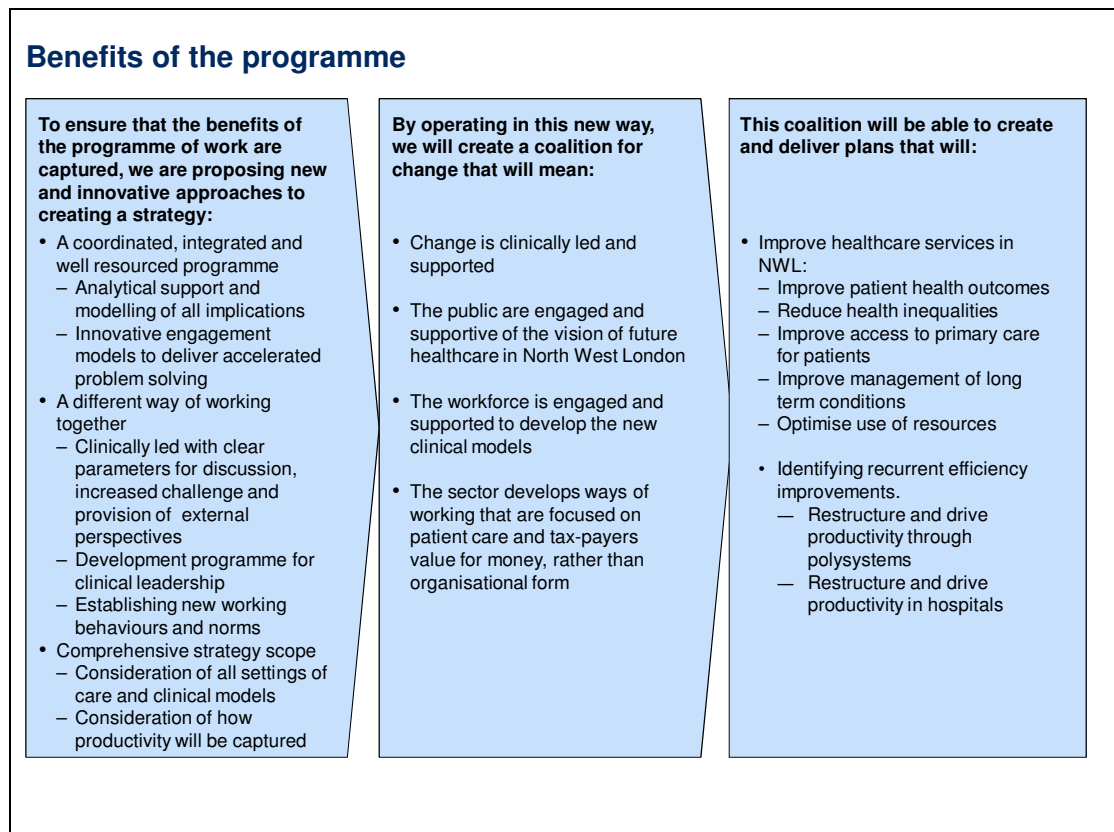 Benefits of the programme
To ensure that the benefits of
the programme of work are
captured, we are proposing new
and innovative approaches to
creating a strategy:
• A coordinated, integrated and
well resourced programme
– Analytical support and
modelling of all implications
– Innovative engagement
models to deliver accelerated
problem solving
• A different way of working
together
– Clinically led with clear
parameters for discussion,
increased challenge and
provision of external
perspectives
– Development programme for
clinical leadership
– Establishing new working
behaviours and norms
• Comprehensive strategy scope
– Consideration of all settings of
care and clinical models
– Consideration of how
productivity will be captured
By operating in this new way,
we will create a coalition for
change that will mean:
• Change is clinically led and
supported
• The public are engaged and
supportive of the vision of future
healthcare in North West London
• The workforce is engaged and
supported to develop the new
clinical models
• The sector develops ways of
working that are focused on
patient care and tax-payers
value for money, rather than
organisational form
This coalition will be able to create
and deliver plans that will:
• Improve healthcare services in
NWL:
– Improve patient health outcomes
– Reduce health inequalities
– Improve access to primary care
for patients
– Improve management of long
term conditions
– Optimise use of resources
• Identifying recurrent efficiency
improvements.
— Restructure and drive
productivity through
polysystems
— Restructure and drive
productivity in hospitals